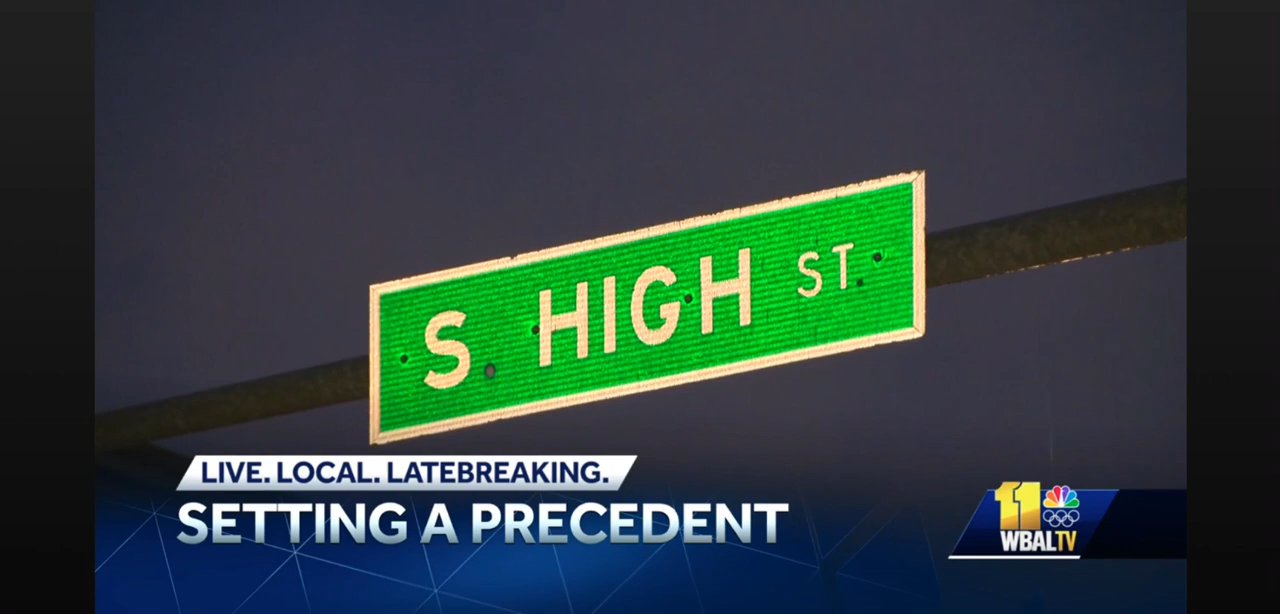 S. HIGH ST.
LIVE. LOCAL. LATEBREAKING.
SETTING A PRECEDENT
11
WBALTV